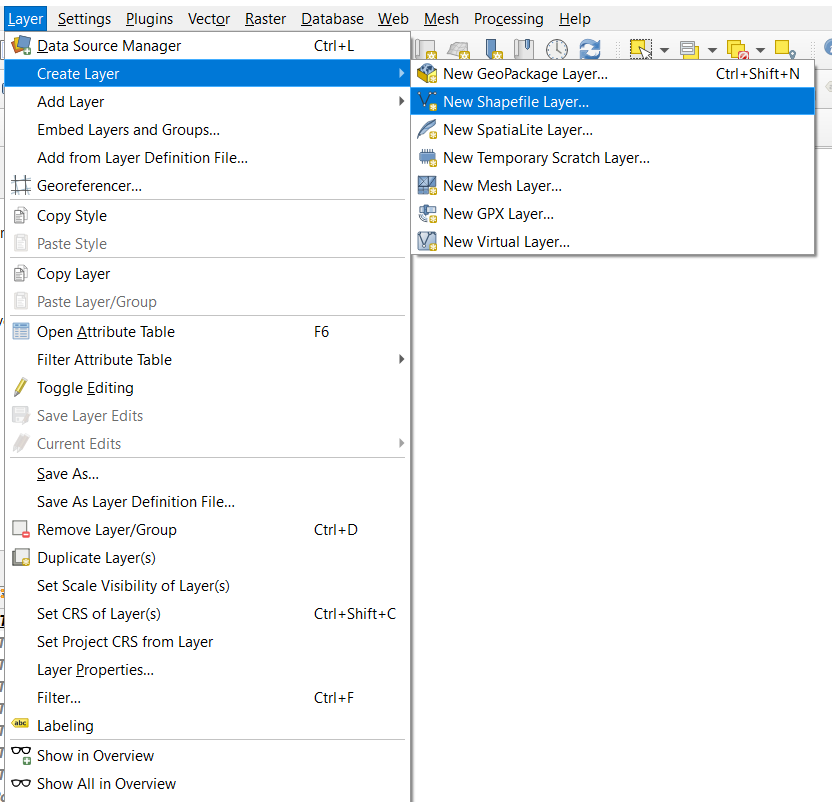 Layer Settings Plugins Vector Raster Database Web Mesh Processing Help
Data Source Manager Ctrl+L
Create Layer
New GeoPackage Layer... Ctrl+Shift+N
New Shapefile Layer...
New SpatiaLite Layer...
New Temporary Scratch Layer...
New Mesh Layer...
New GPX Layer...
New Virtual Layer...
Add Layer
Embed Layers and Groups...
Add from Layer Definition File...
Georeferencer...
Copy Style
Paste Style
Copy Layer
Paste Layer/Group
Open Attribute Table F6
Filter Attribute Table
Toggle Editing
Save Layer Edits
Current Edits
Save As...
Save As Layer Definition File...
Remove Layer/Group Ctrl+D
Duplicate Layer(s)
Set Scale Visibility of Layer(s)
Set CRS of Layer(s) Ctrl+Shift+C
Set Project CRS from Layer
Layer Properties...
Filter... Ctrl+F
abc Labeling
Show in Overview
Show All in Overview